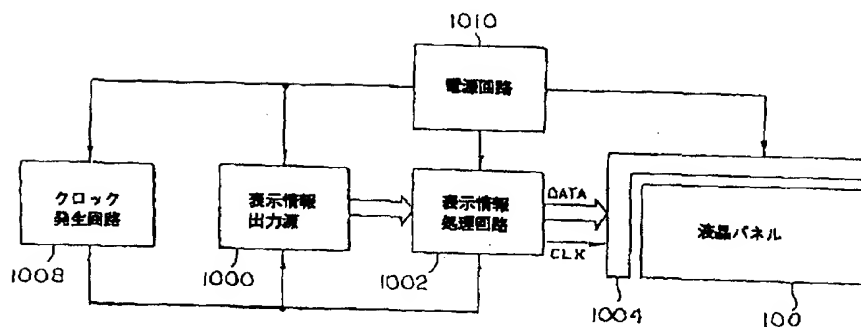 1010
電源回路
クロック
発生回路
表示情報
出力源
表示情報
処理回路
DATA
CLK
液晶パネル
1008
1000
1002
1004
100